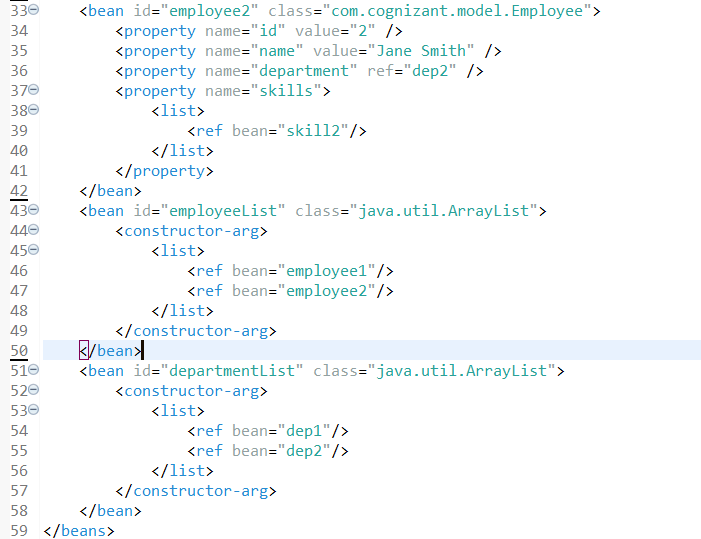 33 <bean id="employee2" class="com.cognizant.model.Employee">
34 <property name="id" value="2" />
35 <property name="name" value="Jane Smith" />
36 <property name="department" ref="dep2" />
37 <property name="skills">
38 <list>
39 <ref bean="skill2"/>
40 </list>
41 </property>
42 </bean>
43 <bean id="employeeList" class="java.util.ArrayList">
44 <constructor-arg>
45 <list>
46 <ref bean="employee1"/>
47 <ref bean="employee2"/>
48 </list>
49 </constructor-arg>
50 </bean>
51 <bean id="departmentList" class="java.util.ArrayList">
52 <constructor-arg>
53 <list>
54 <ref bean="dep1"/>
55 <ref bean="dep2"/>
56 </list>
57 </constructor-arg>
58 </bean>
59 </beans>